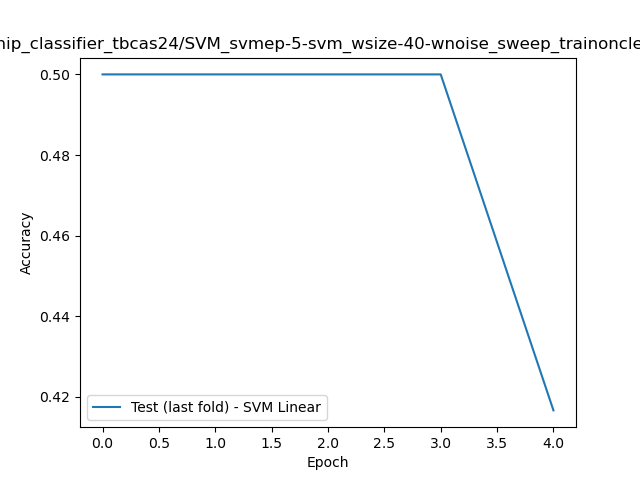 hip_classifier_tbcas24/SVM_svmep-5-svm_wsize-40-wnoise_sweep_trainoncle
0.50
0.48
0.46
0.44
0.42
Accuracy
Test (last fold) - SVM Linear
0.0 0.5 1.0 1.5 2.0 2.5 3.0 3.5 4.0
Epoch